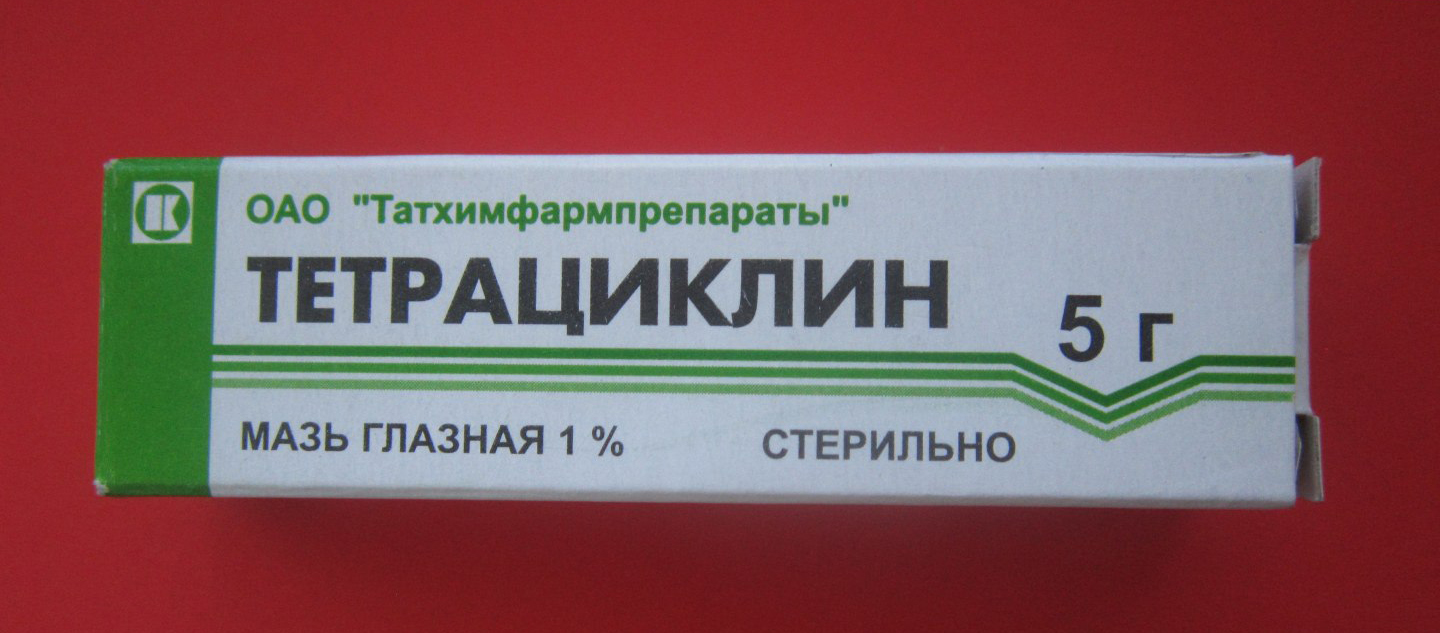 ОАО "Татхимфармпрепараты"
ТЕТРАЦИКЛИН
5 г
МАЗЬ ГЛАЗНАЯ 1 %
СТЕРИЛЬНО